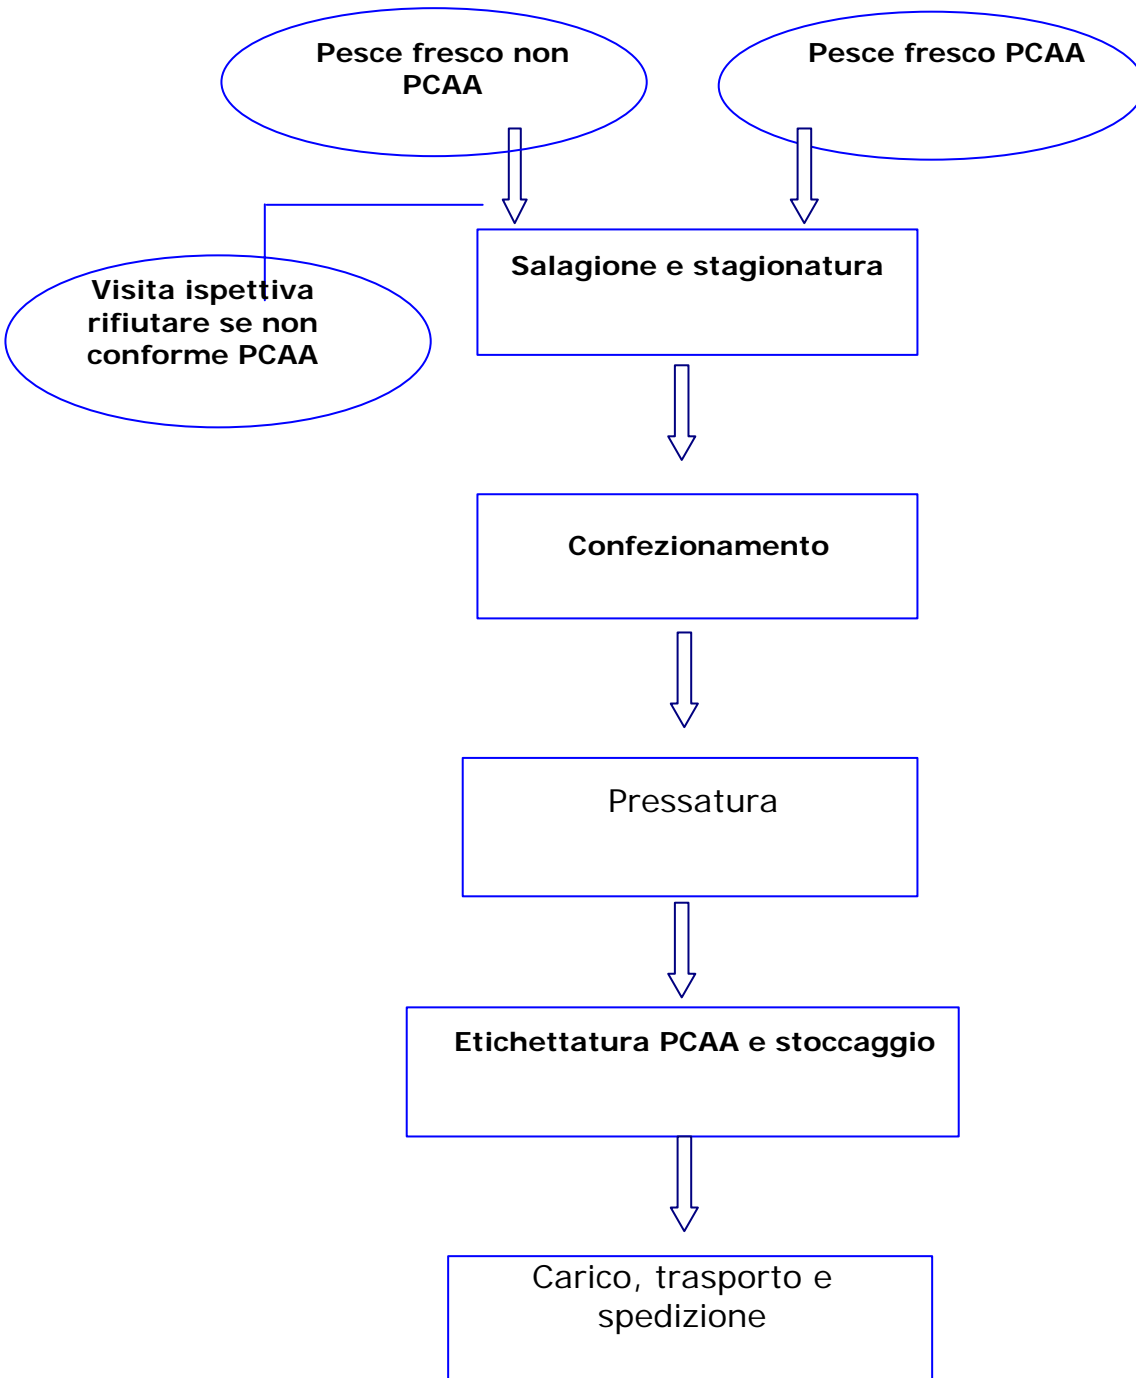 Pesce fresco non
PCAA
Pesce fresco PCAA
Salagione e stagionatura
Visita ispettiva
rifiutare se non
conforme PCAA
Confezionamento
Pressatura
Etichettatura PCAA e stoccaggio
Carico, trasporto e
spedizione